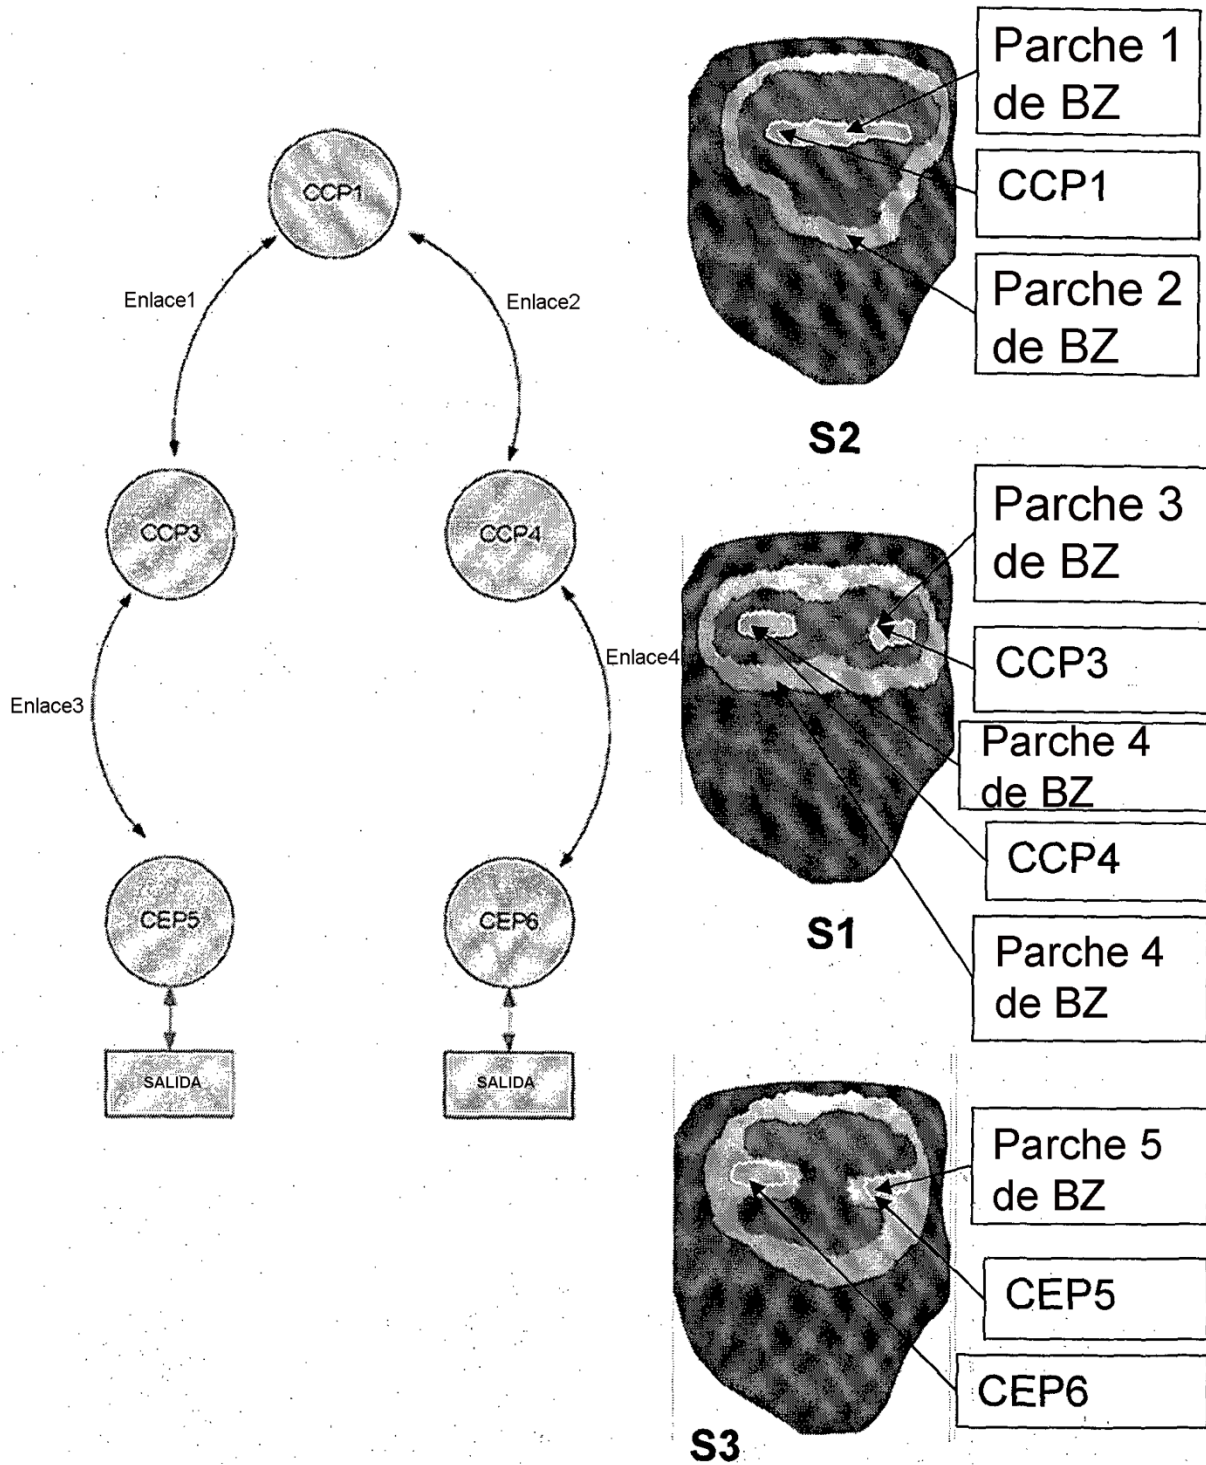 CCP1
Enlace1
Enlace2
CCP3
CCP4
Enlace3
Enlace4
CEP5
CEP6
SALIDA
SALIDA
Parche 1
de BZ
CCP1
Parche 2
de BZ
S2
Parche 3
de BZ
CCP3
Parche 4
de BZ
CCP4
Parche 4
de BZ
S1
Parche 5
de BZ
CEP5
CEP6
S3